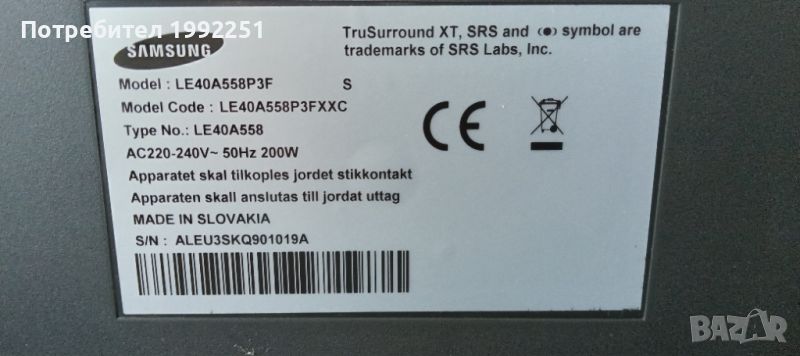 Потребител 1992251
SAMSUNG
TruSurround XT, SRS and (●) symbol are
trademarks of SRS Labs, Inc.
Model : LE40A558P3F S
Model Code : LE40A558P3FXXC
Type No.: LE40A558
AC220-240V~ 50Hz 200W
Apparatet skal tilkoples jordet stikkontakt
Apparaten skall anslutas till jordat uttag
MADE IN SLOVAKIA
S/N : ALEU3SKQ901019A
CE
BAZAR